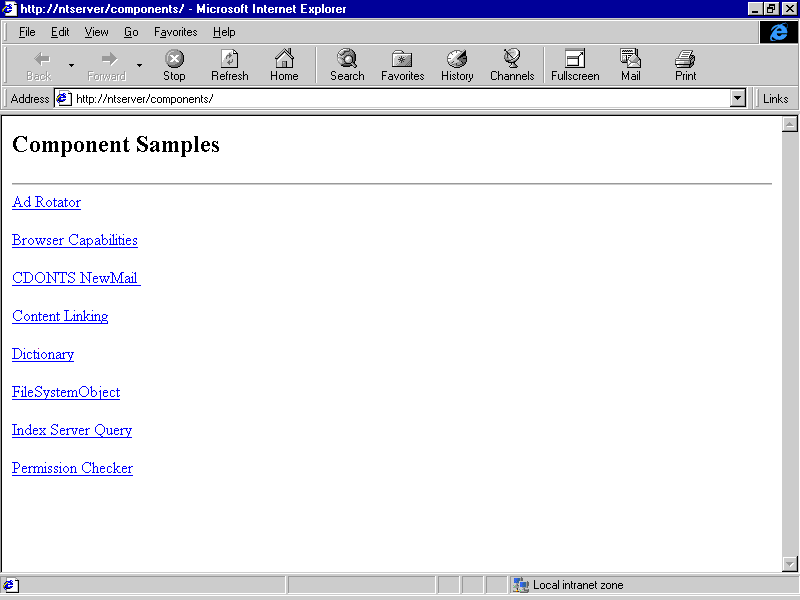 http://ntserver/components/ - Microsoft Internet Explorer
File Edit View Go Favorites Help
Back Forward Stop Refresh Home Search Favorites History Channels Fullscreen Mail Print
Address http://ntserver/components/ Links
Component Samples
Ad Rotator
Browser Capabilities
CDONTS NewMail
Content Linking
Dictionary
FileSystemObject
Index Server Query
Permission Checker
Local intranet zone